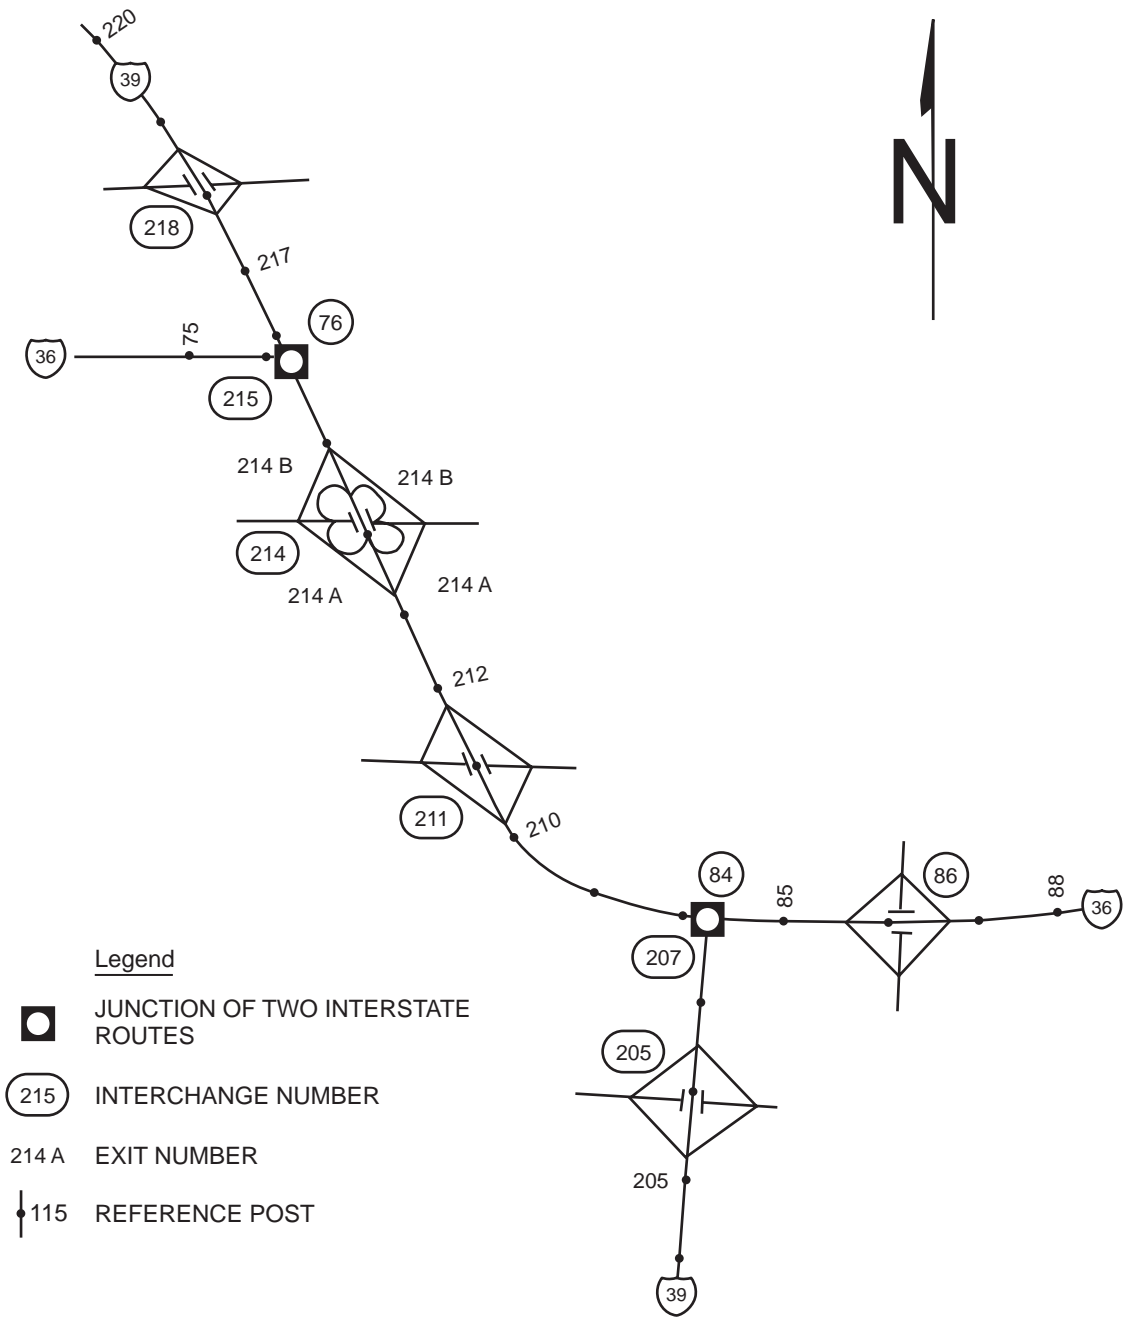 220
39
N
218
217
76
75
36
215
214 B
214 B
214
214 A
214 A
212
211
210
84
86
85
88
36
207
205
205
39
Legend
JUNCTION OF TWO INTERSTATE
ROUTES
215 INTERCHANGE NUMBER
214 A EXIT NUMBER
115 REFERENCE POST